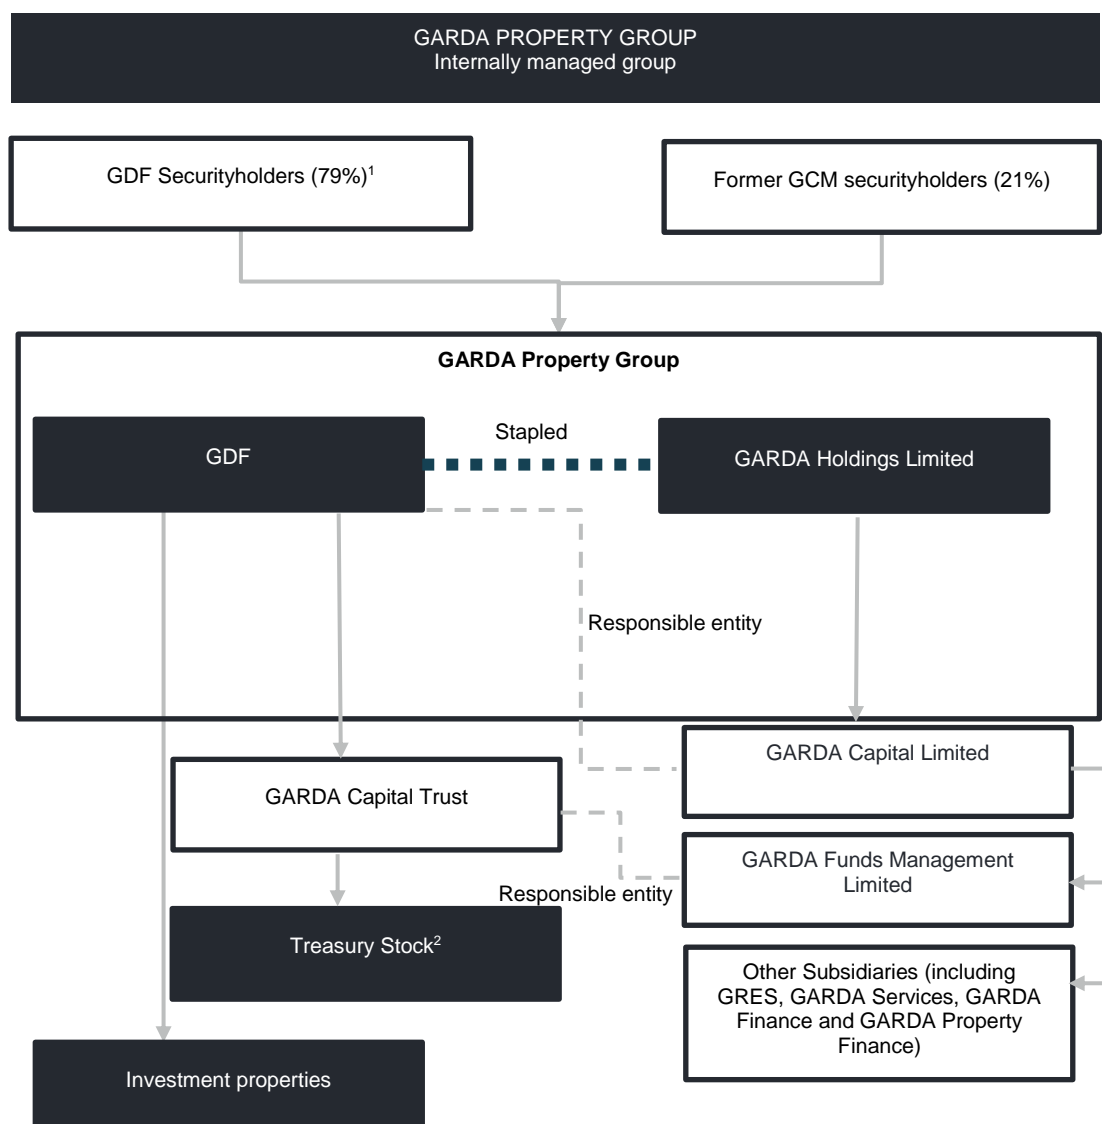 GARDA PROPERTY GROUP
Internally managed group
GDF Securityholders (79%)1
Former GCM securityholders (21%)
GARDA Property Group
Stapled
GDF
GARDA Holdings Limited
Responsible entity
GARDA Capital Limited
GARDA Capital Trust
GARDA Funds Management
Limited
Responsible entity
Treasury Stock2
Other Subsidiaries (including
GRES, GARDA Services, GARDA
Finance and GARDA Property
Finance)
Investment properties